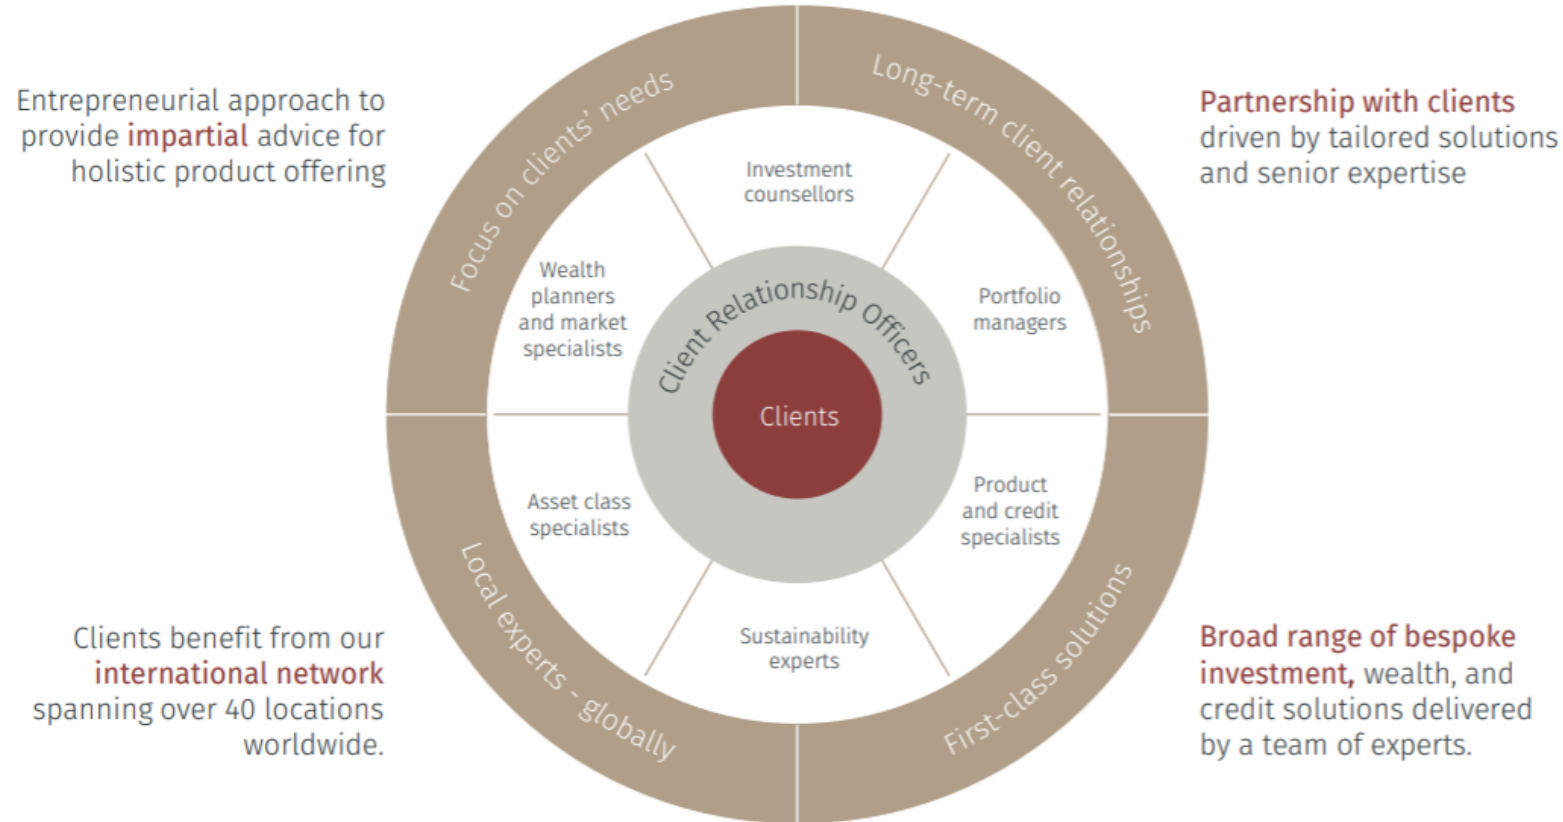 Entrepreneurial approach to
provide impartial advice for
holistic product offering
Focus on clients' needs
Long-term client relationships
Partnership with clients
driven by tailored solutions
and senior expertise
Investment
counsellors
Wealth
planners
and market
specialists
Portfolio
managers
Client Relationship Officers
Clients
Asset class
specialists
Product
and credit
specialists
Sustainability
experts
Local experts - globally
First-class solutions
Clients benefit from our
international network
spanning over 40 locations
worldwide.
Broad range of bespoke
investment, wealth, and
credit solutions delivered
by a team of experts.